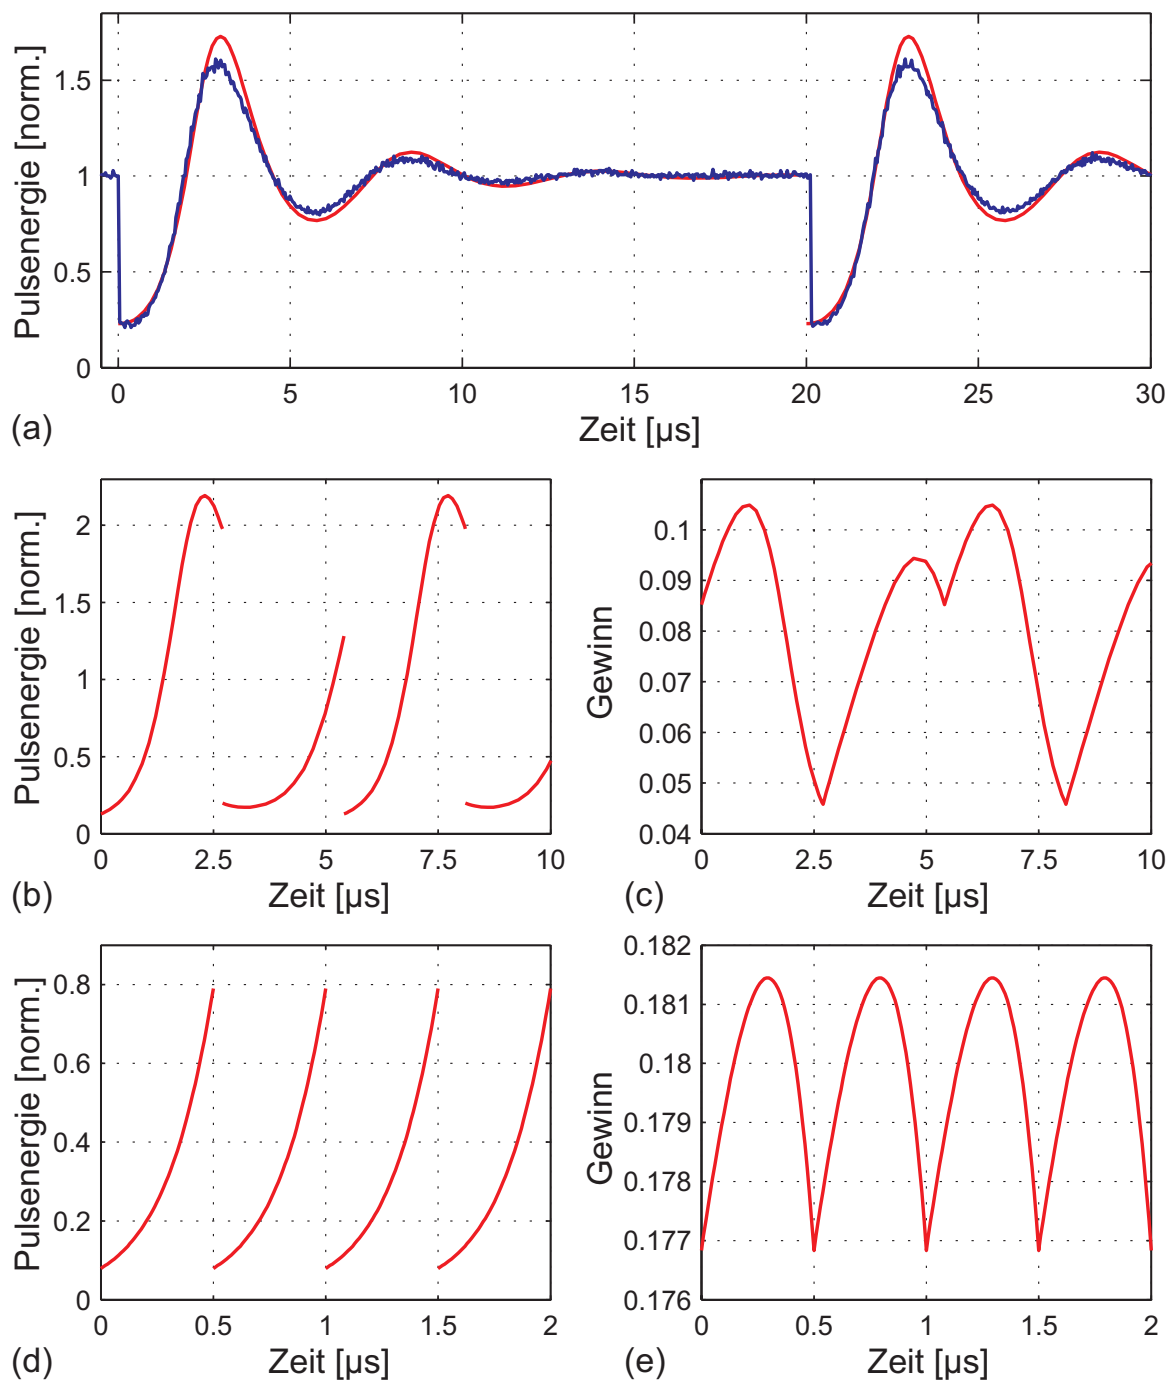 Pulsenergie [norm.]
1.5
1
0.5
0
0 5 10 15 20 25 30
Zeit [µs]
(a)
Pulsenergie [norm.]
2
1.5
1
0.5
0
0 2.5 5 7.5 10
Zeit [µs]
(b)
Gewinn
0.1
0.09
0.08
0.07
0.06
0.05
0.04
0 2.5 5 7.5 10
Zeit [µs]
(c)
Pulsenergie [norm.]
0.8
0.6
0.4
0.2
0
0 0.5 1 1.5 2
Zeit [µs]
(d)
Gewinn
0.182
0.181
0.18
0.179
0.178
0.177
0.176
0 0.5 1 1.5 2
Zeit [µs]
(e)